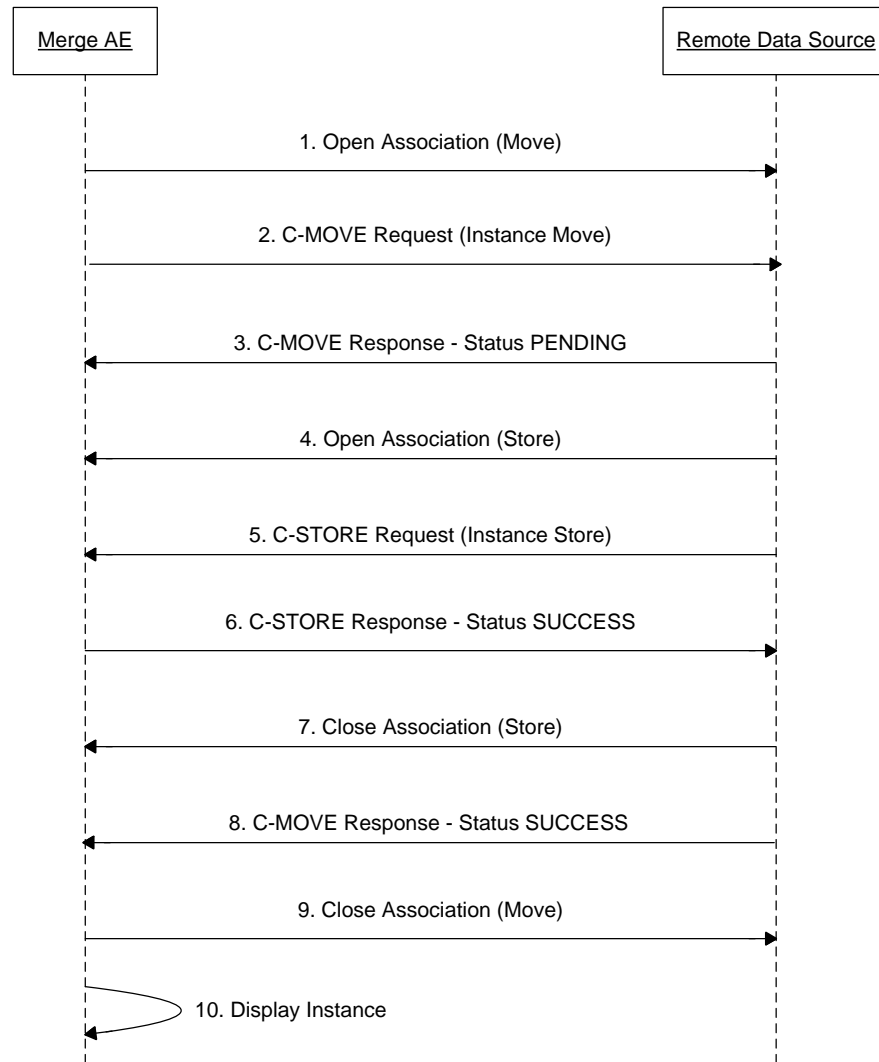 Merge AE
Remote Data Source
1. Open Association (Move)
2. C-MOVE Request (Instance Move)
3. C-MOVE Response - Status PENDING
4. Open Association (Store)
5. C-STORE Request (Instance Store)
6. C-STORE Response - Status SUCCESS
7. Close Association (Store)
8. C-MOVE Response - Status SUCCESS
9. Close Association (Move)
10. Display Instance